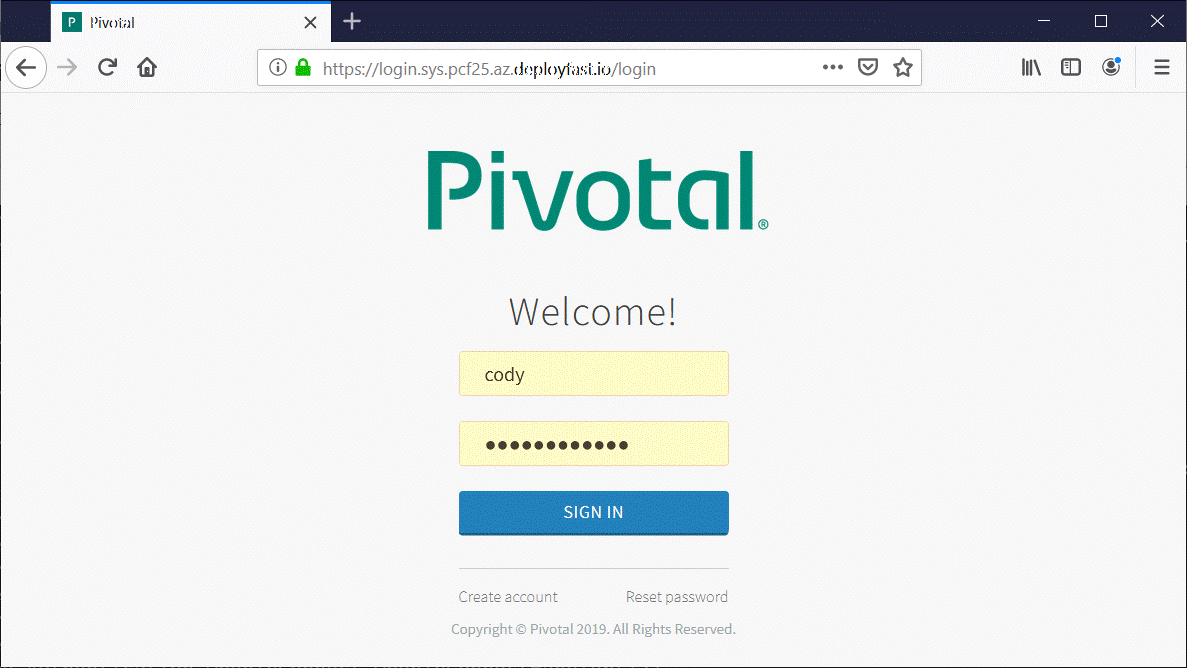 P Pivotal
https://login.sys.pcf25.az.deployfast.io/login
Pivotal®
Welcome!
cody
●●●●●●●●●●●●
SIGN IN
Create account Reset password
Copyright © Pivotal 2019. All Rights Reserved.